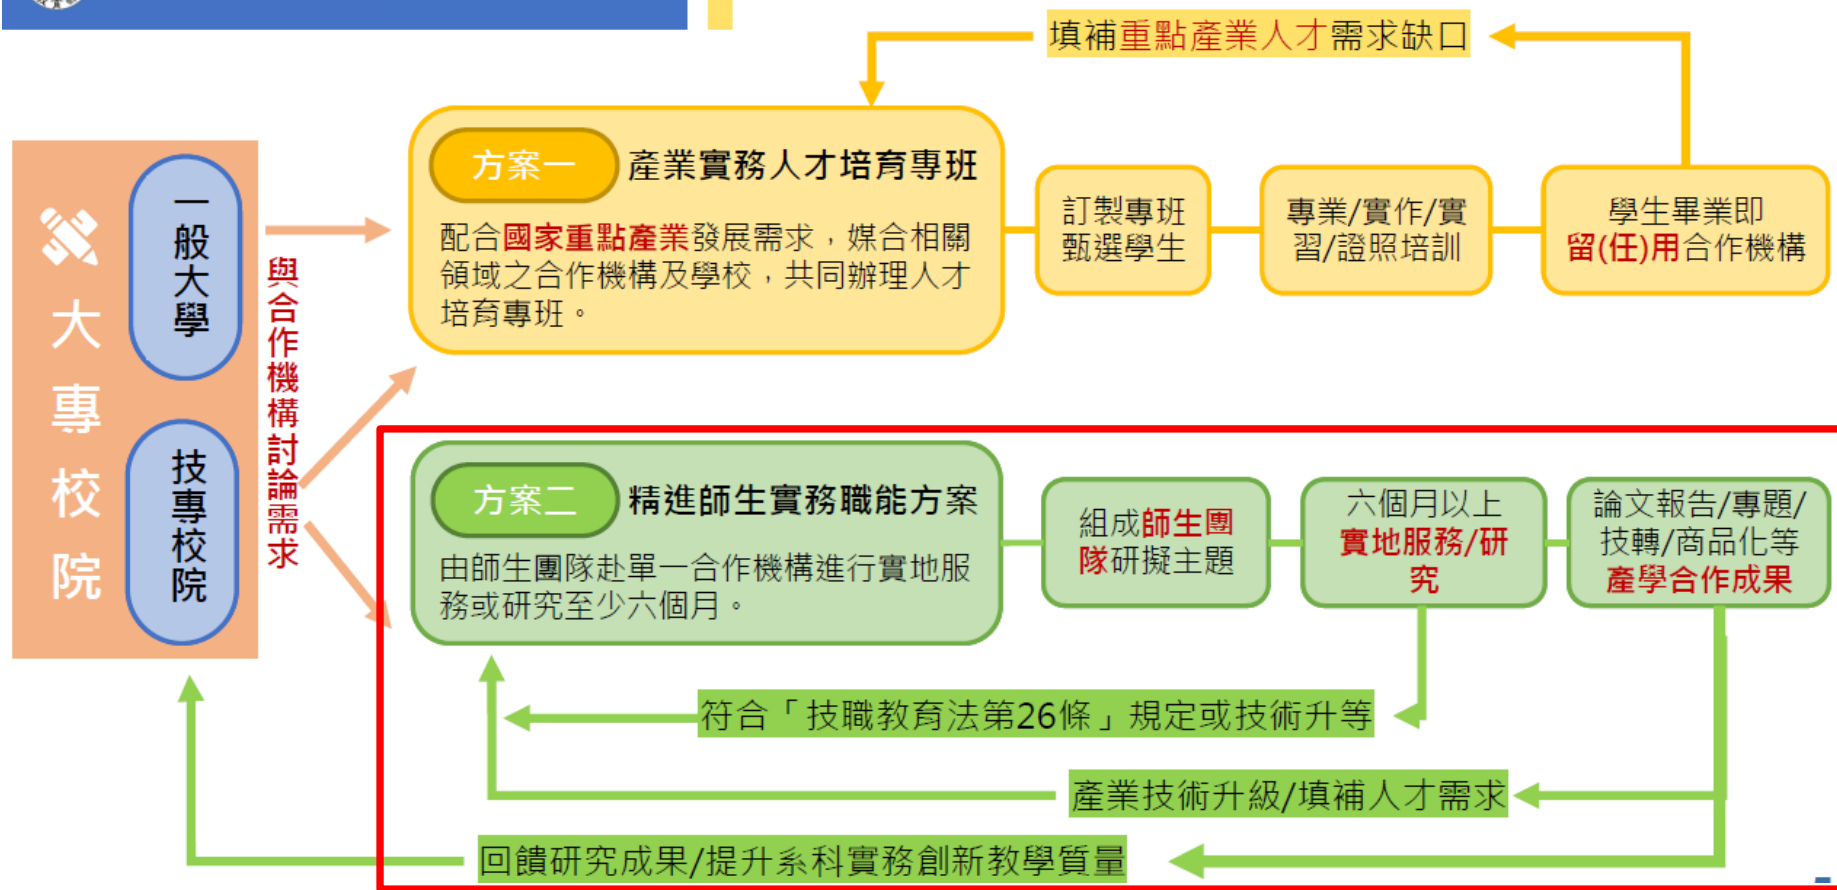 填補重點產業人才需求缺口
大專校院
一般大學
技專校院
與合作機構討論需求
方案一
產業實務人才培育專班
配合國家重點產業發展需求，媒合相關
領域之合作機構及學校，共同辦理人才
培育專班。
訂製專班
甄選學生
專業/實作/實
習/證照培訓
學生畢業即
留(任)用合作機構
方案二
精進師生實務職能方案
由師生團隊赴單一合作機構進行實地服
務或研究至少六個月。
組成師生團
隊研擬主題
六個月以上
實地服務/研
究
論文報告/專題/
技轉/商品化等
產學合作成果
符合「技職教育法第26條」規定或技術升等
產業技術升級/填補人才需求
回饋研究成果/提升系科實務創新教學質量